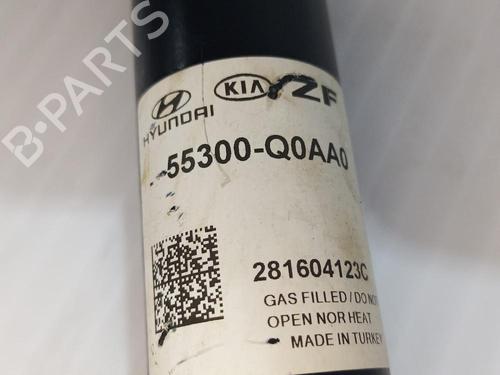 HYUNDAI
KIA
ZF
55300-Q0AA0
281604123C
GAS FILLED / DO NOT
OPEN NOR HEAT
MADE IN TURKEY
B-PARTS